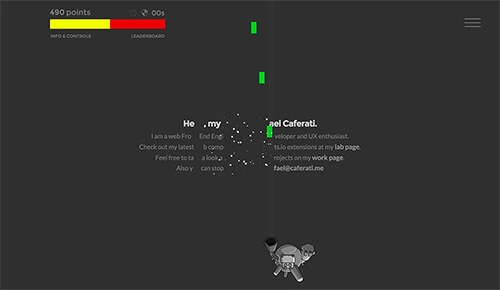 490 points
00s
INFO & CONTROLS
LEADERBOARD
He , my ael Caferati.
I am a web Fro End Engi veloper and UX enthusiast.
Check out my latest b comp ts.io extensions at my lab page.
Feel free to ta a look rojects on my work page.
Also y can stop fael@caferati.me